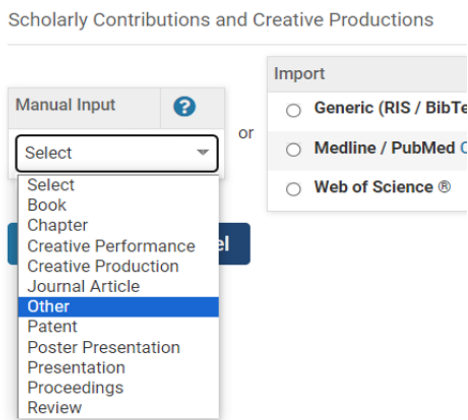 Scholarly Contributions and Creative Productions
Import
Manual Input ?
Generic (RIS /
or
Select
Medline / PubMed
Select
Web of Science ®
Book
Chapter
Creative Performance
Creative Production
Journal Article
Other
Patent
Poster Presentation
Presentation
Proceedings
Review